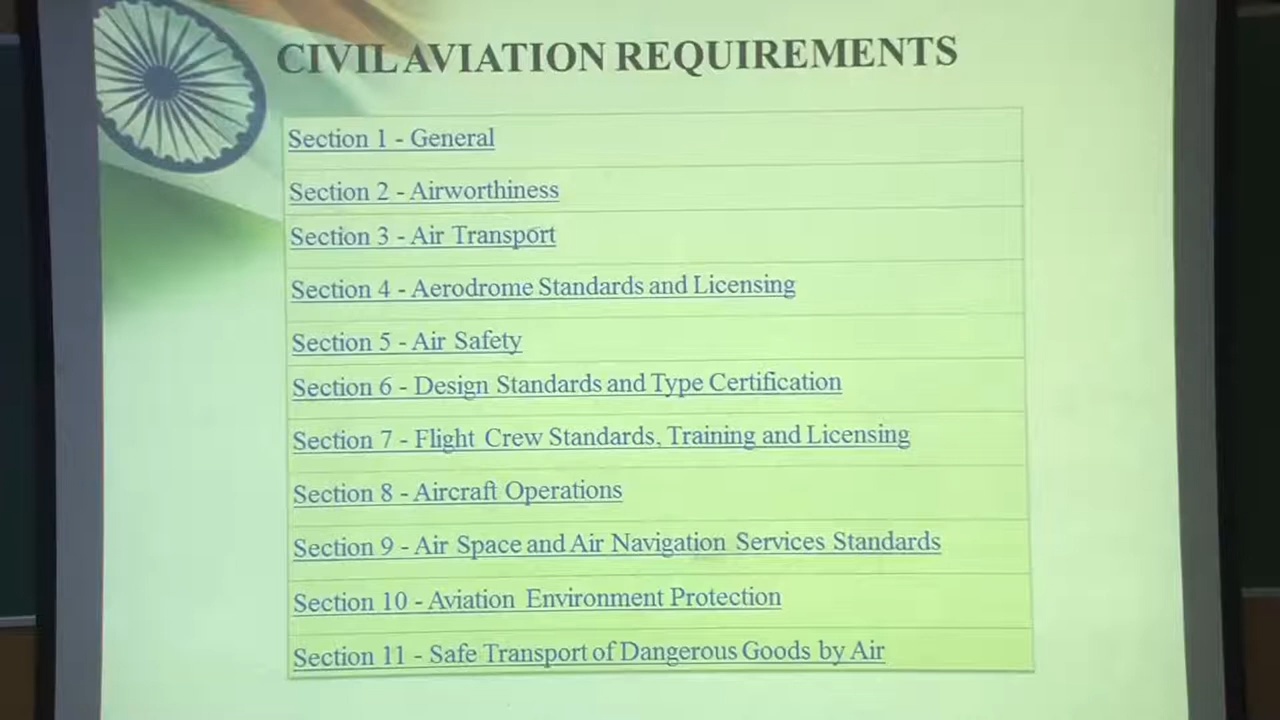 CIVIL AVIATION REQUIREMENTS
Section 1 - General
Section 2 - Airworthiness
Section 3 - Air Transport
Section 4 - Aerodrome Standards and Licensing
Section 5 - Air Safety
Section 6 - Design Standards and Type Certification
Section 7 - Flight Crew Standards, Training and Licensing
Section 8 - Aircraft Operations
Section 9 - Air Space and Air Navigation Services Standards
Section 10 - Aviation Environment Protection
Section 11 - Safe Transport of Dangerous Goods by Air